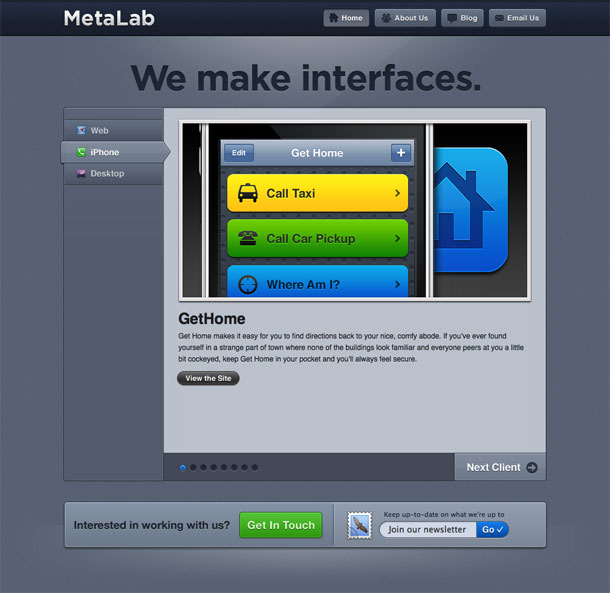 MetaLab
Home
About Us
Blog
Email Us
We make interfaces.
Web
iPhone
Desktop
Edit
Get Home
+
Call Taxi
Call Car Pickup
Where Am I?
GetHome
Get Home makes it easy for you to find directions back to your nice, comfy abode. If you've ever found
yourself in a strange part of town where none of the buildings look familiar and everyone peers at you a little
bit cockeyed, keep Get Home in your pocket and you'll always feel secure.
View the Site
Next Client
Interested in working with us?
Get In Touch
Keep up-to-date on what we're up to
Join our newsletter
Go ✓